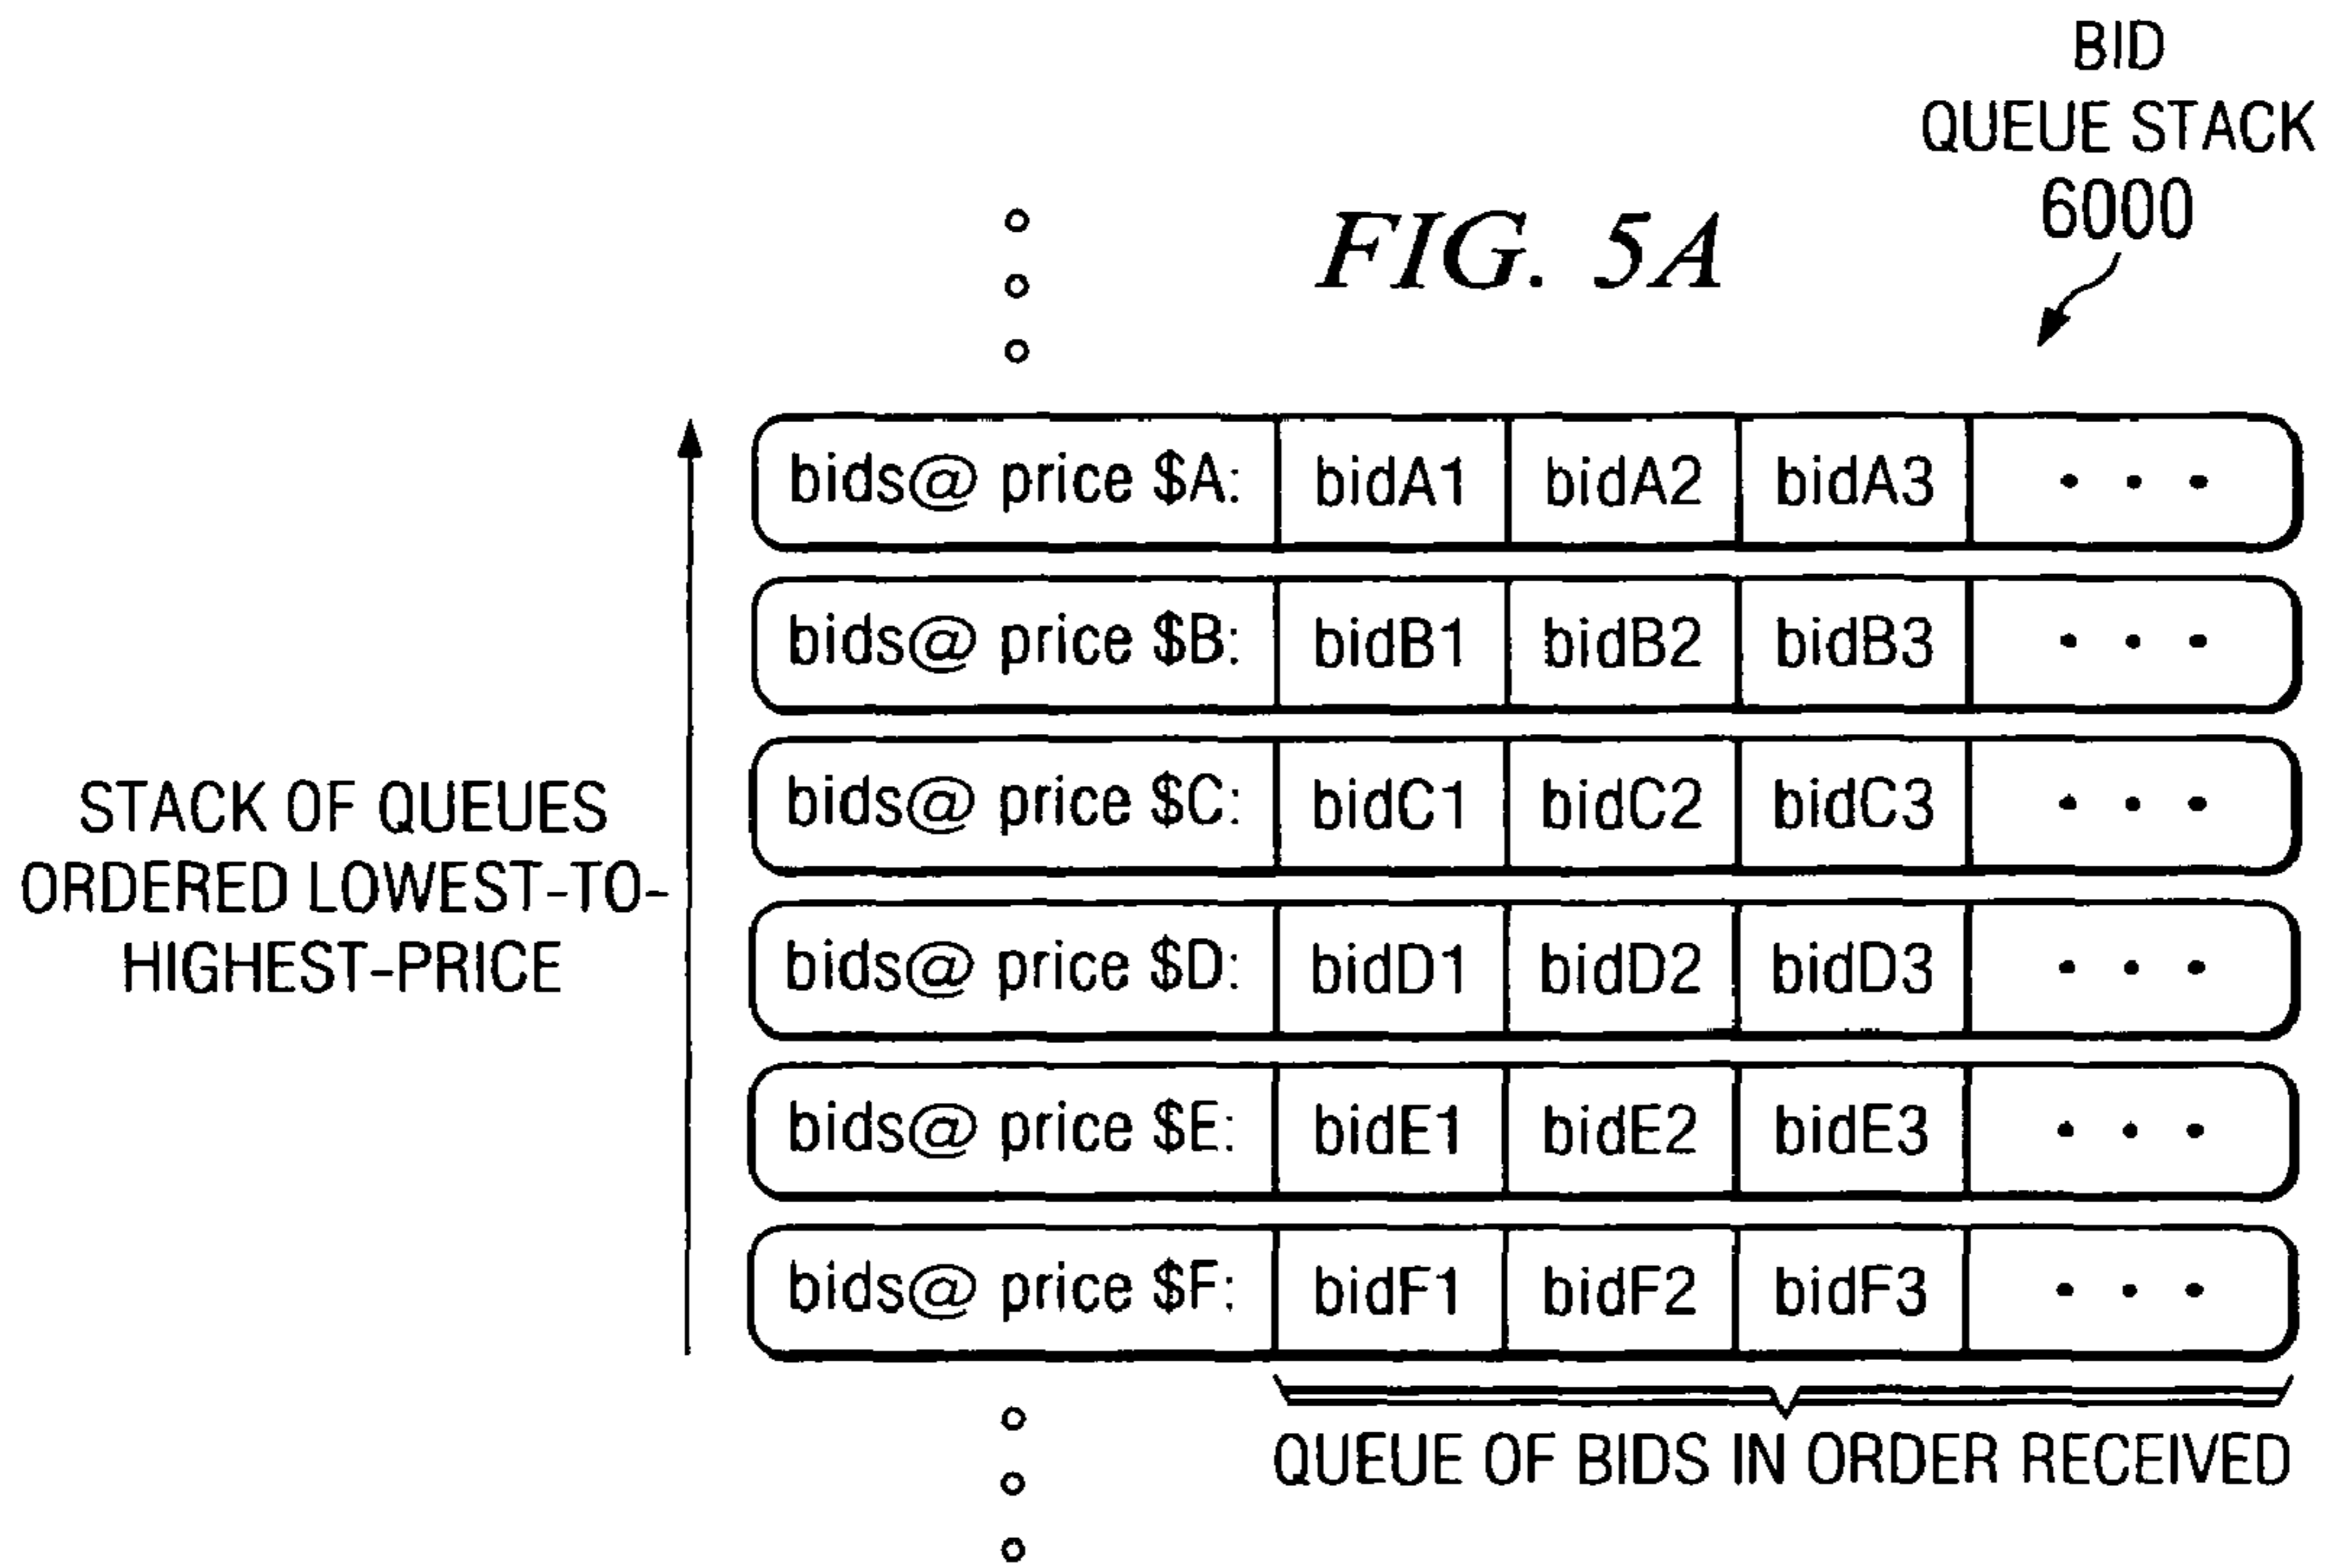 BID
QUEUE STACK
6000
FIG. 5A
bids@ price $A: bidA1 bidA2 bidA3 • • •
bids@ price $B: bidB1 bidB2 bidB3 • • •
bids@ price $C: bidC1 bidC2 bidC3 • • •
bids@ price $D: bidD1 bidD2 bidD3 • • •
bids@ price $E: bidE1 bidE2 bidE3 • • •
bids@ price $F: bidF1 bidF2 bidF3 • • •
STACK OF QUEUES
ORDERED LOWEST-TO-
HIGHEST-PRICE
QUEUE OF BIDS IN ORDER RECEIVED